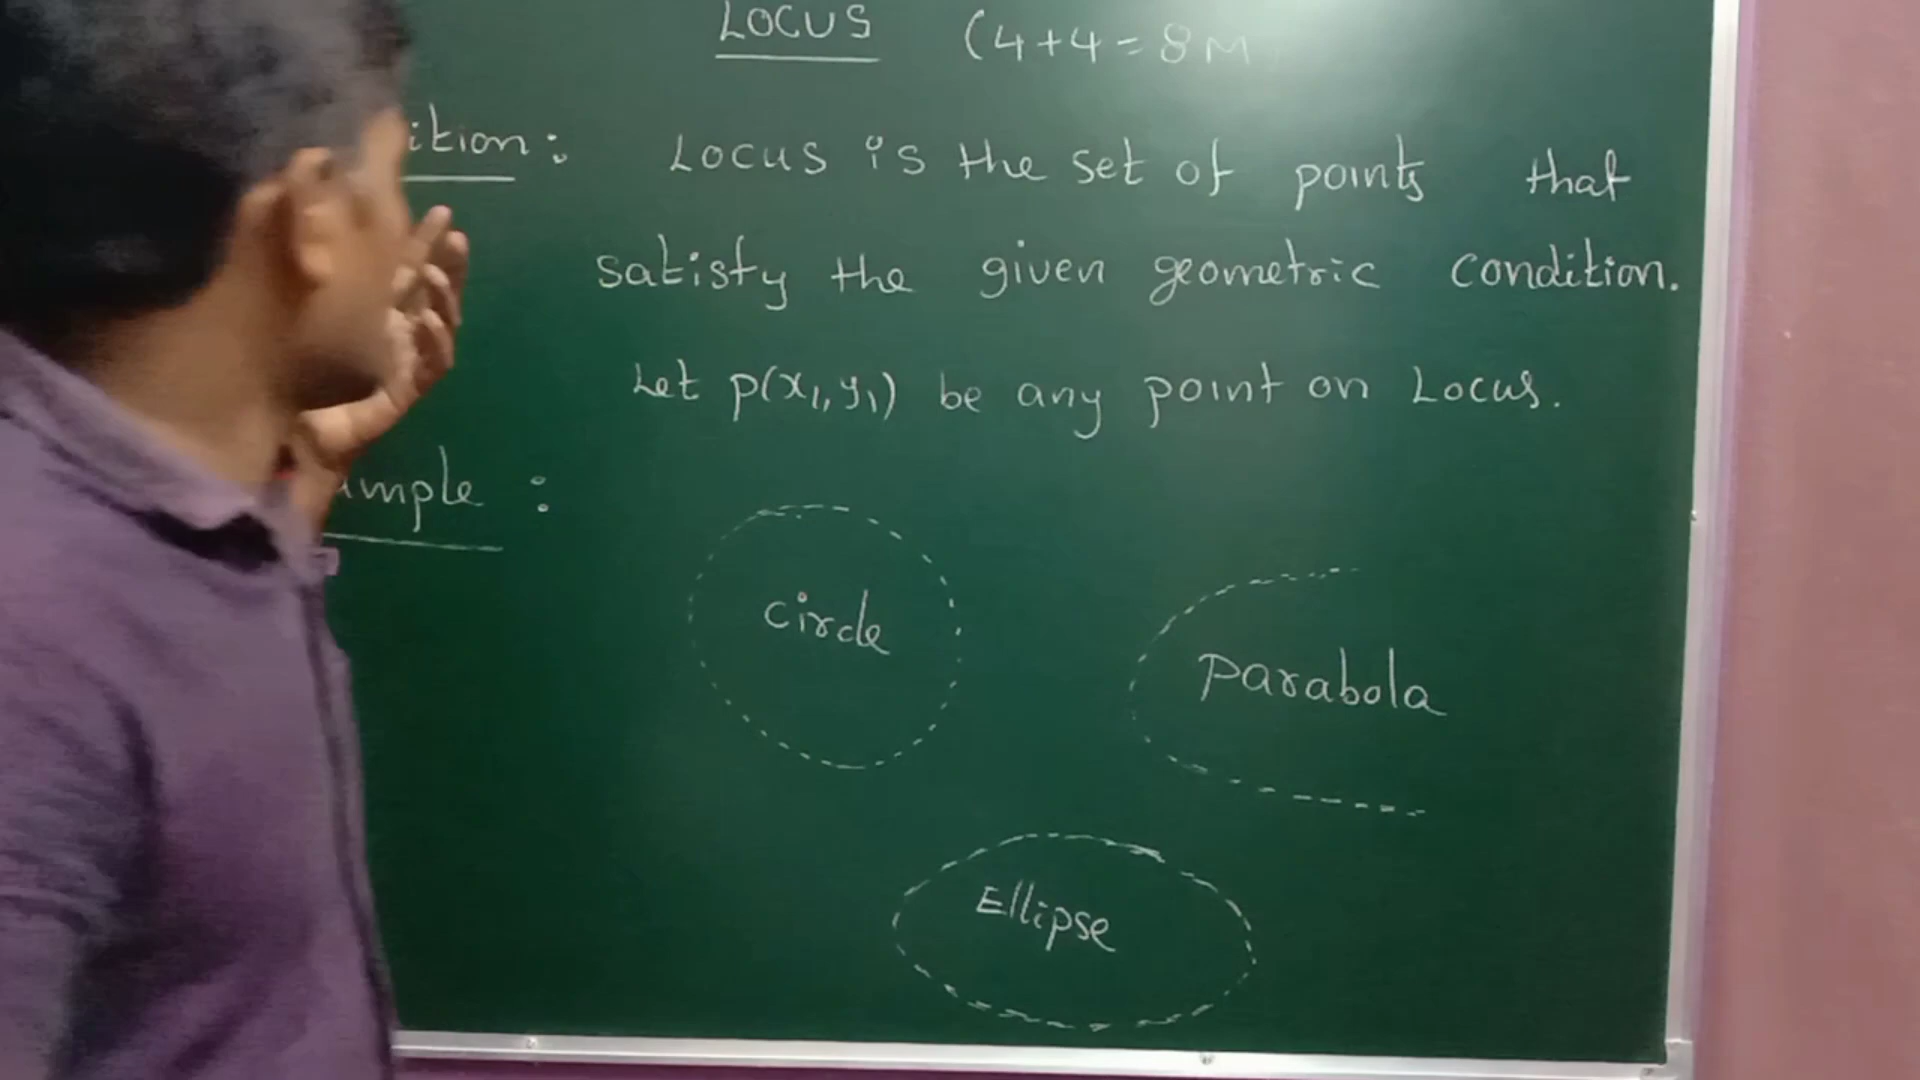 LOCUS (4+4=8M
ition: Locus is the set of points that
satisfy the given geometric condition.
Let p(x₁,y₁) be any point on Locus.
ample :
circle
parabola
Ellipse